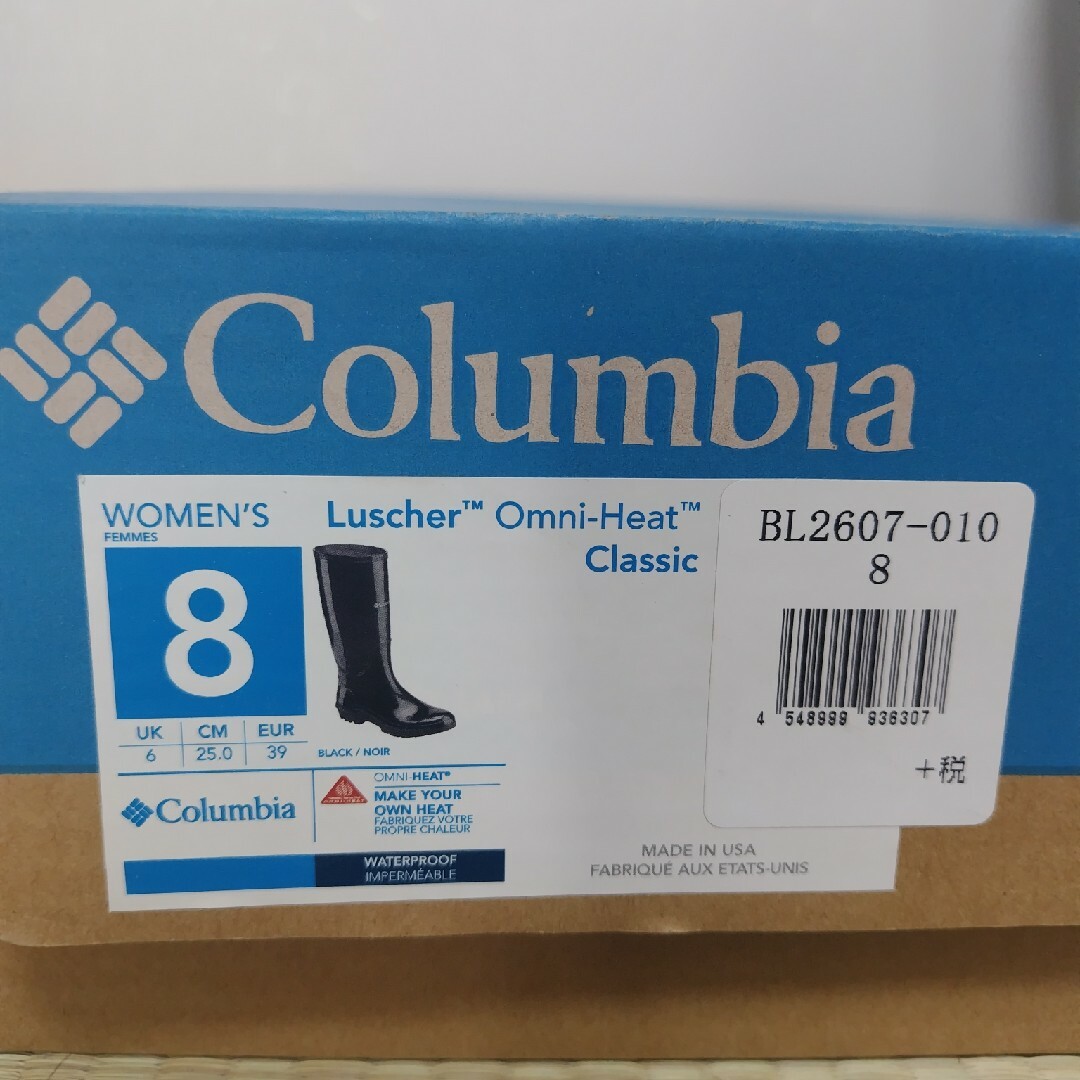 Columbia
WOMEN'S
FEMMES
8
UK CM EUR
6 25.0 39
Luscher™ Omni-Heat™
Classic
BLACK / NOIR
Columbia
OMNI-HEAT®
MAKE YOUR
OWN HEAT
FABRIQUEZ VOTRE
PROPRE CHALEUR
WATERPROOF
IMPERMÉABLE
MADE IN USA
FABRIQUÉ AUX ETATS-UNIS
BL2607-010
8
4 548999 936307
+税